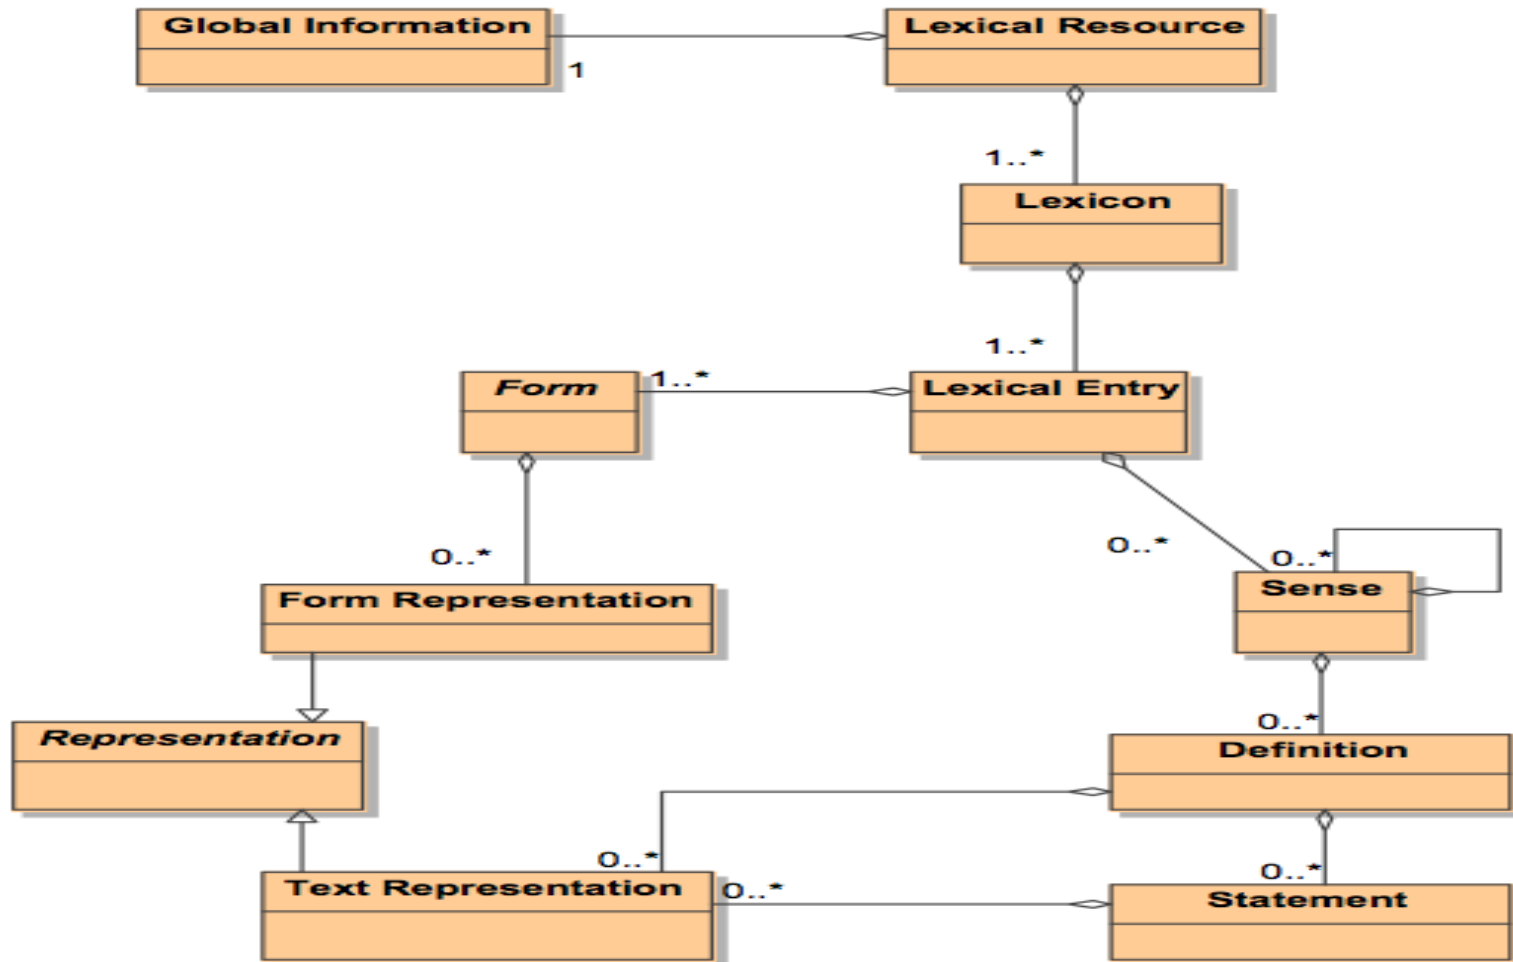 Global Information
Lexical Resource
1
1..*
Lexicon
1..*
Form
1..*
Lexical Entry
0..*
0..*
0..*
Form Representation
Sense
Representation
0..*
Definition
0..*
0..*
0..*
Text Representation
Statement